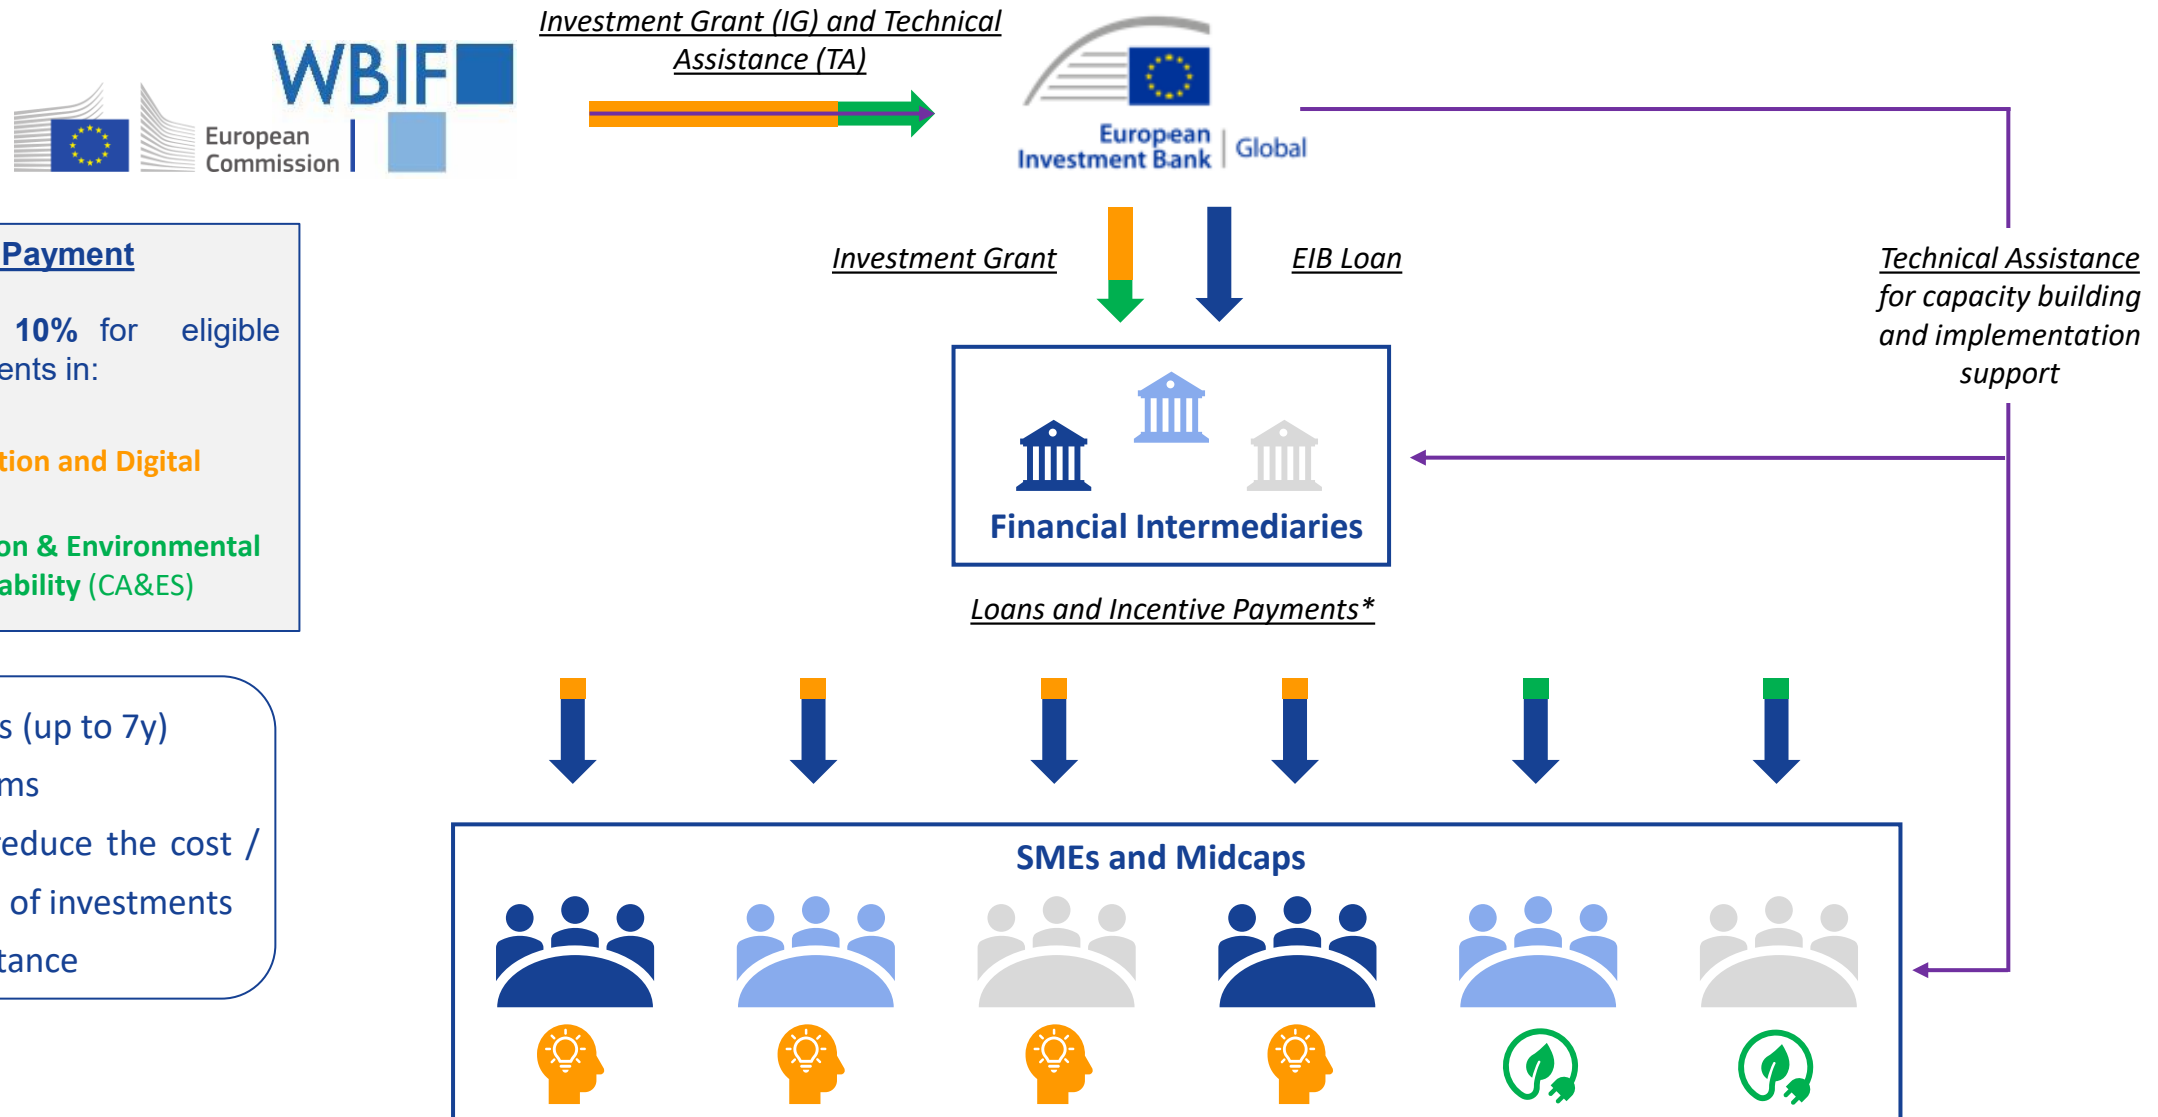 Investment Grant (IG) and Technical
Assistance (TA)
WBIF
European
Commission
European
Investment Bank
Global
Payment
10% for eligible
ents in:
tion and Digital
on & Environmental
ability (CA&ES)
s (up to 7y)
ms
reduce the cost /
of investments
tance
Investment Grant
EIB Loan
Technical Assistance
for capacity building
and implementation
support
Financial Intermediaries
Loans and Incentive Payments*
SMEs and Midcaps